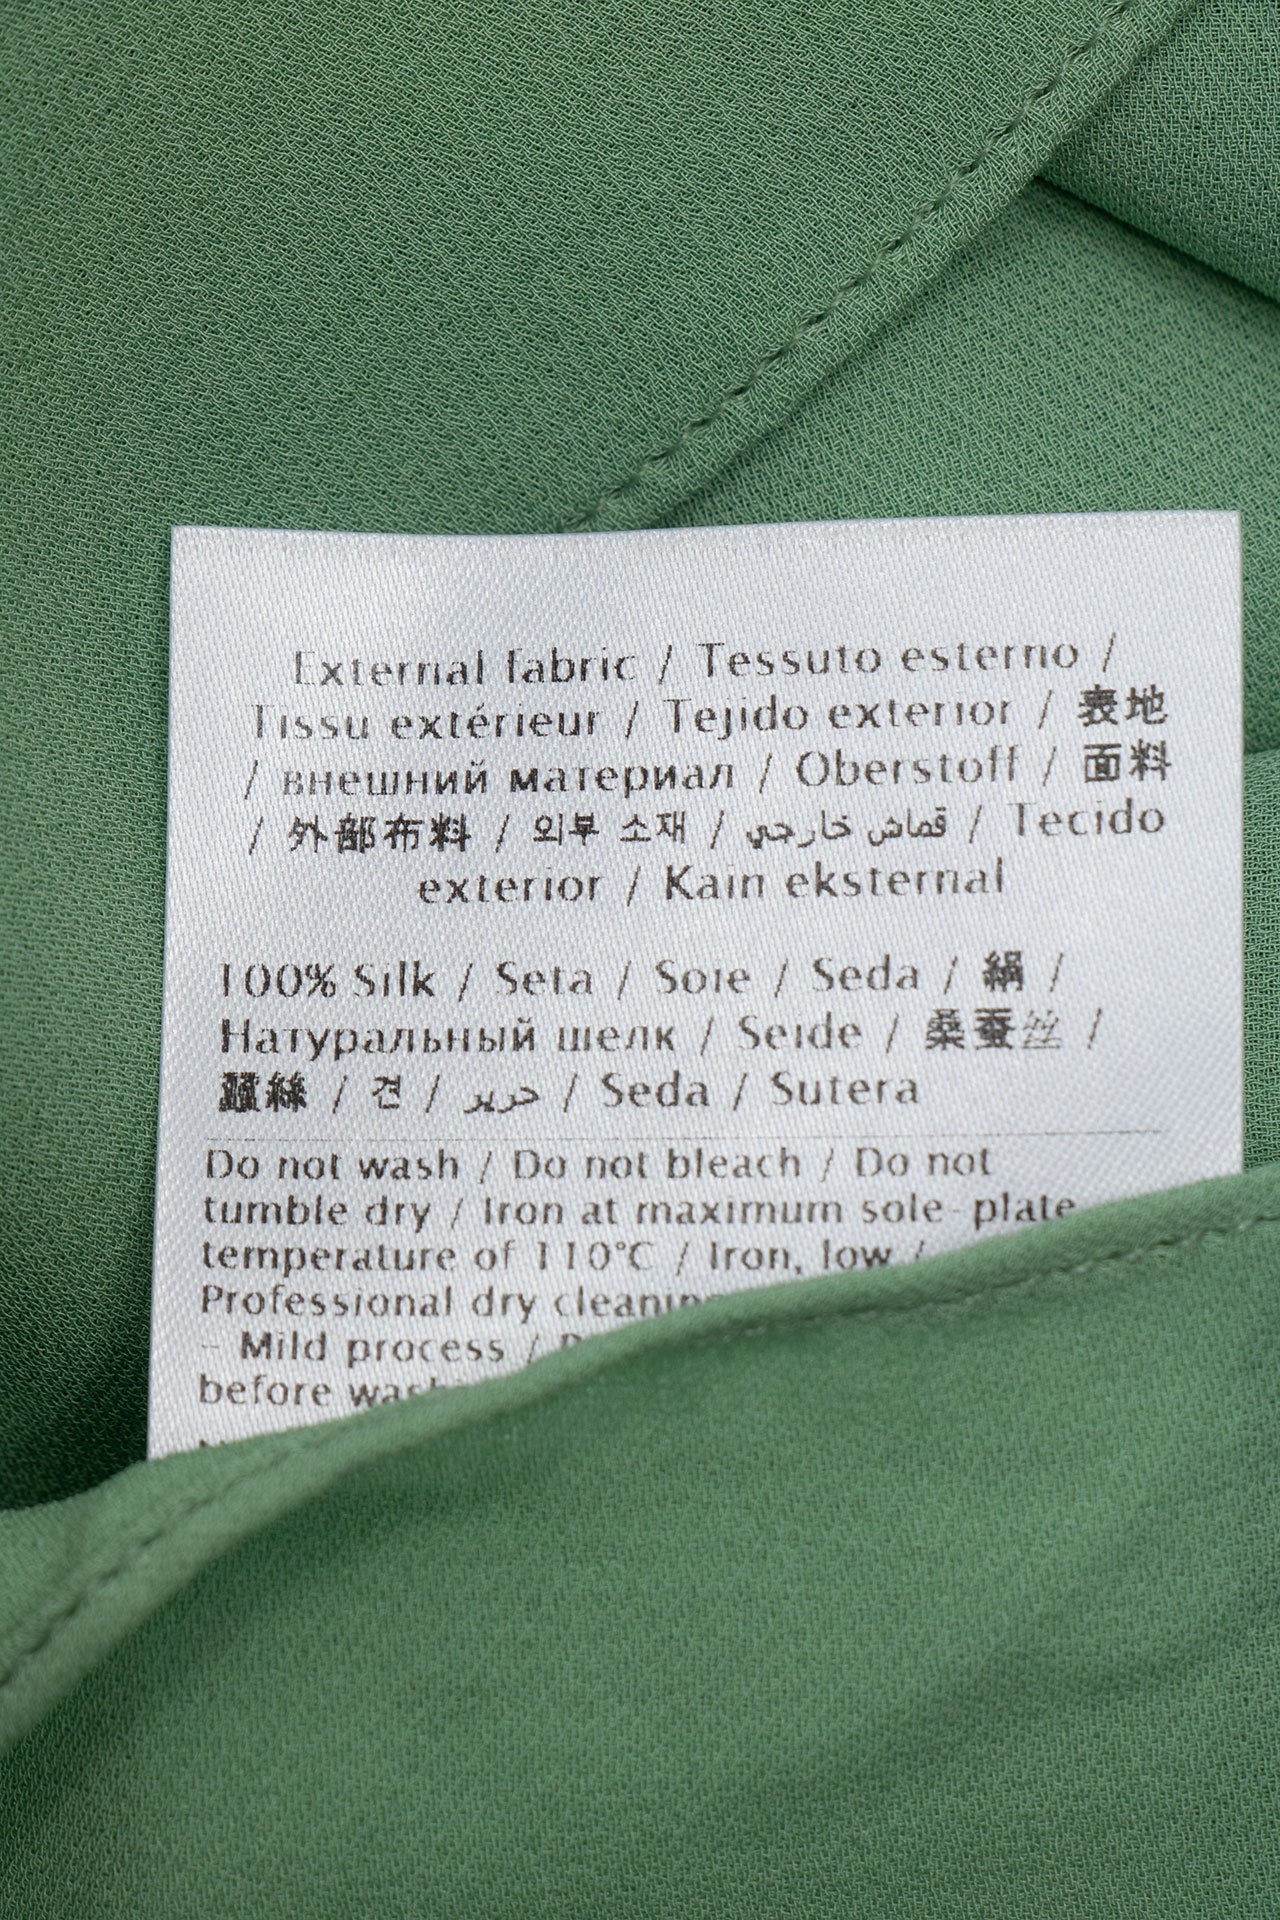 External fabric / Tessuto esterno /
Tissu extérieur / Tejido exterior / 表地
/ внешний материал / Oberstoff / 面料
/ 外部布料 / 외부 소재 / قماش خارجي / Tecido
exterior / Kain eksternal
100% Silk / Seta / Soie / Seda / 絹 /
Натуральный шелк / Seide / 桑蚕丝 /
蠶絲 / 견 / حرير / Seda / Sutera
Do not wash / Do not bleach / Do not
tumble dry / Iron at maximum sole-plate
temperature of 110°C / Iron, low /
Professional dry cleaning
- Mild process /
before